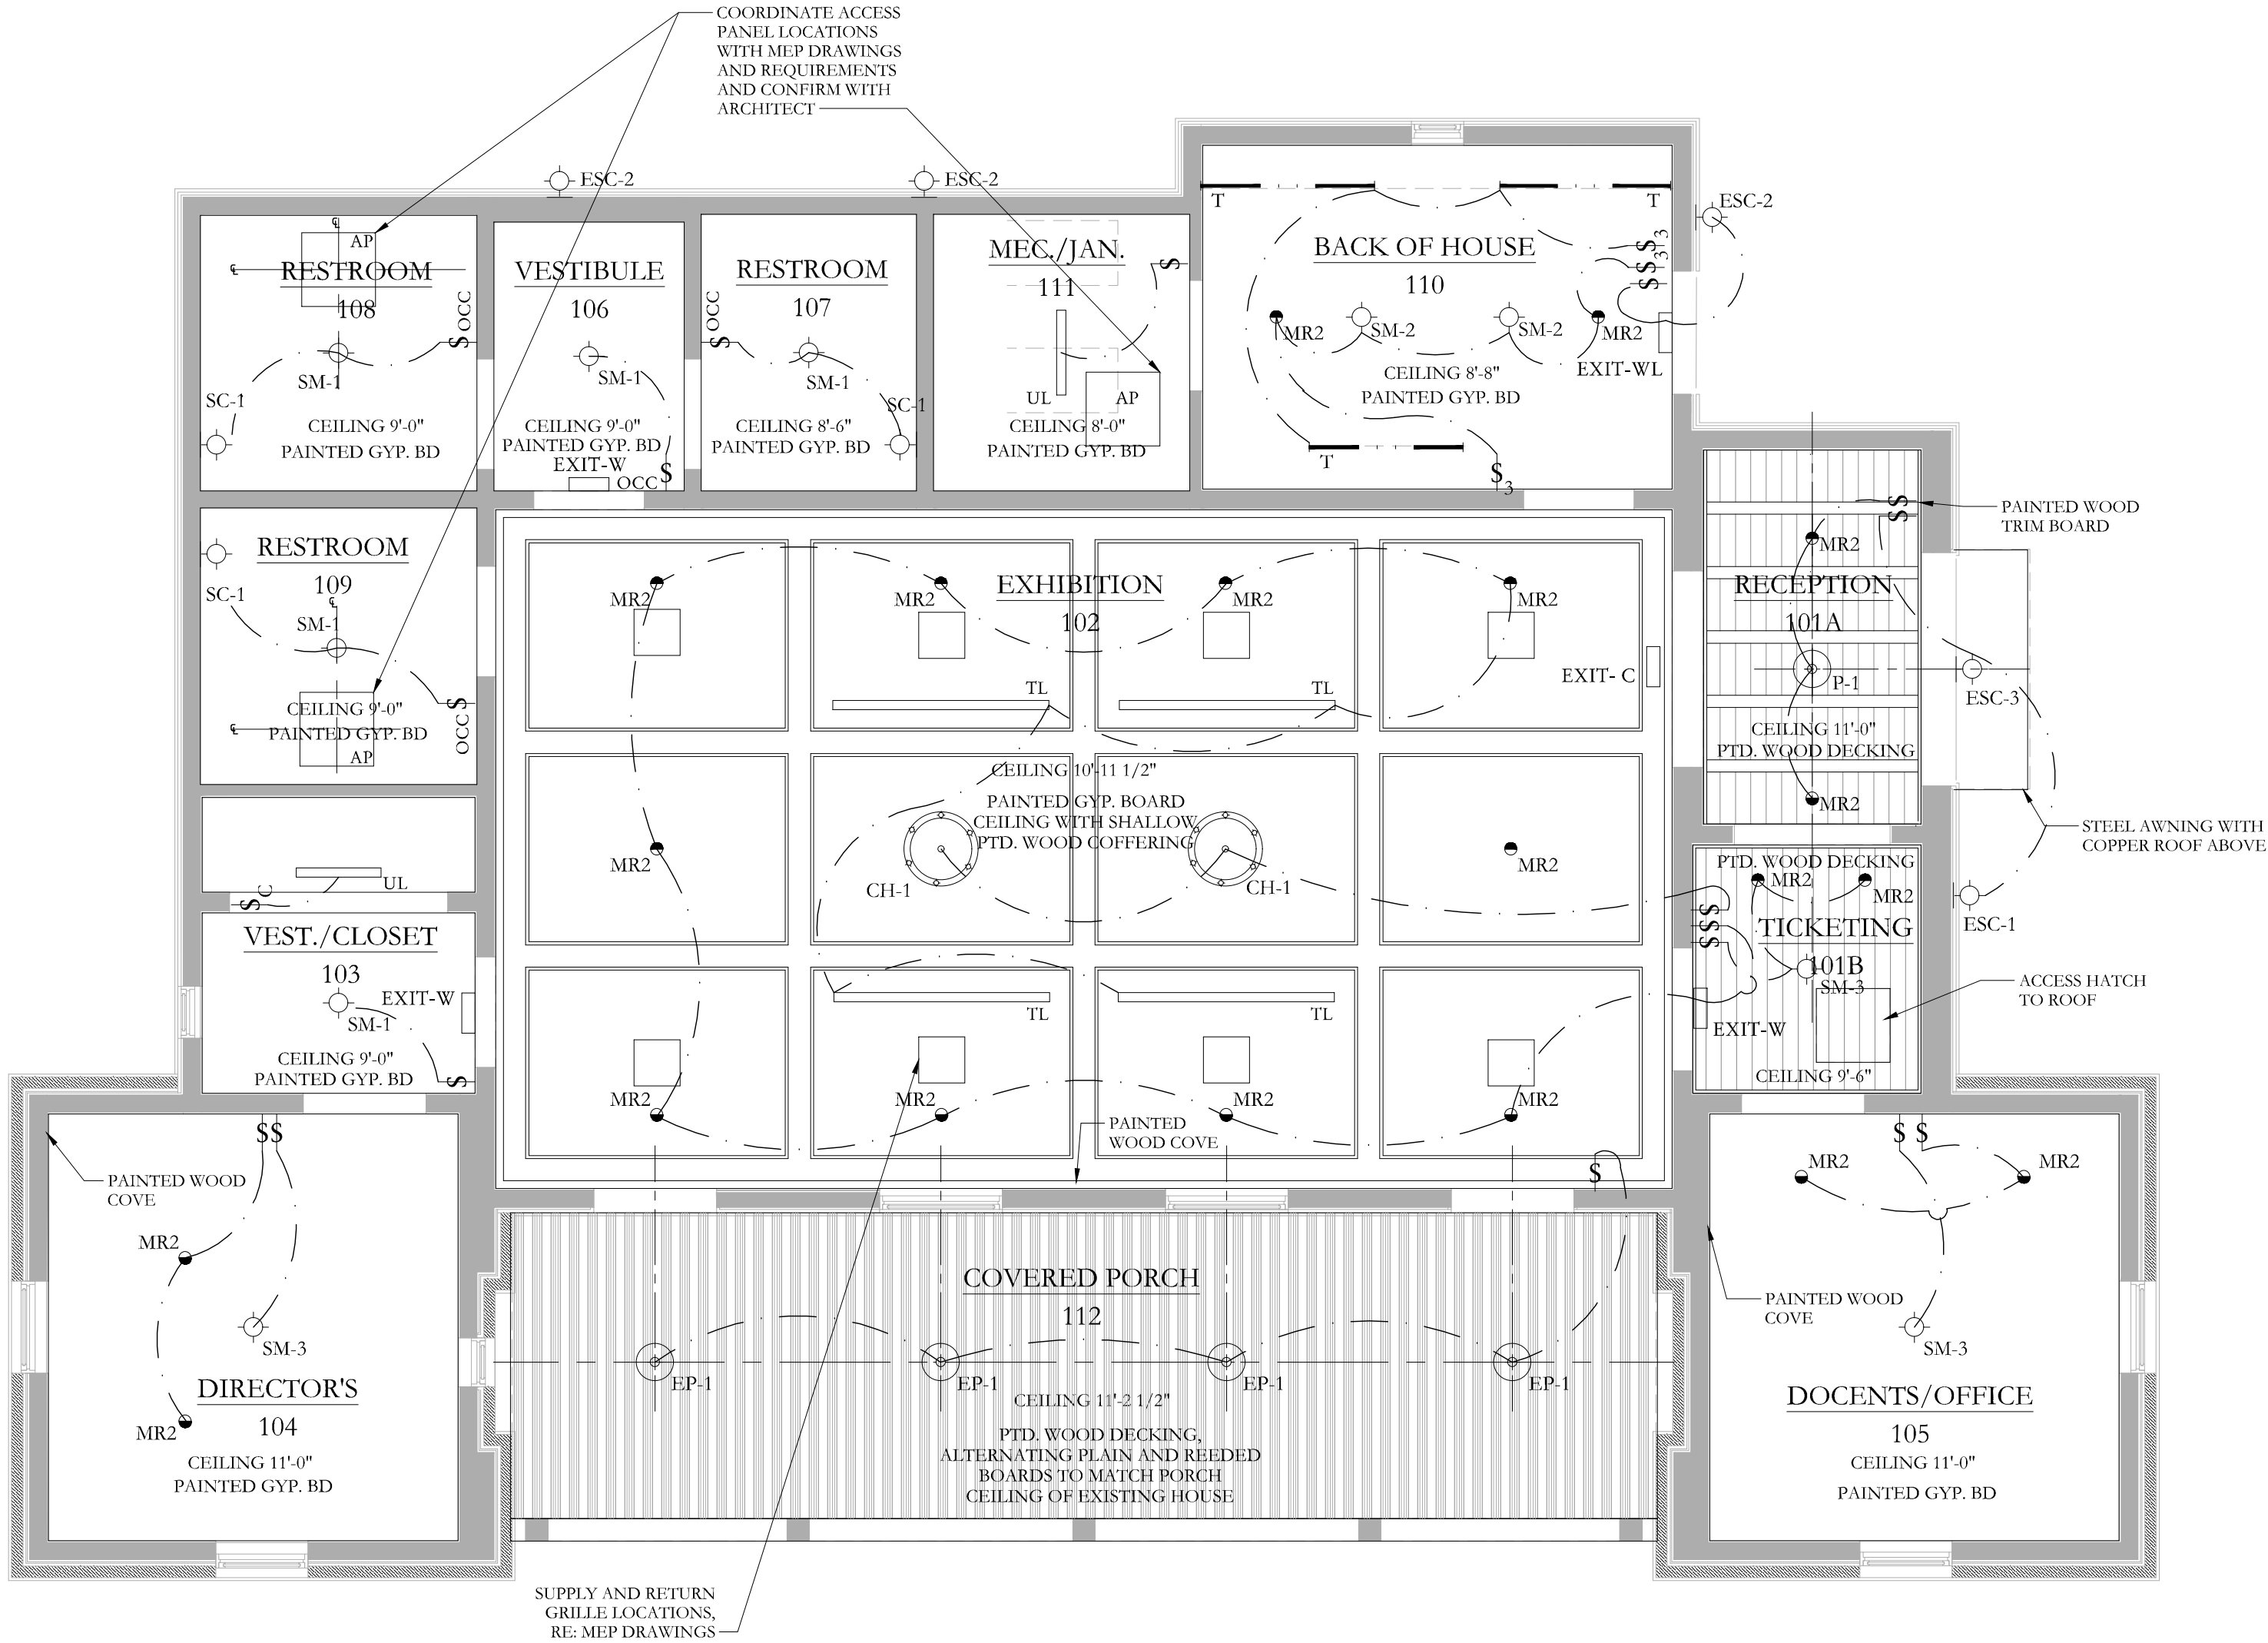 COORDINATE ACCESS
PANEL LOCATIONS
WITH MEP DRAWINGS
AND REQUIREMENTS
AND CONFIRM WITH
ARCHITECT
ESC-2
ESC-2
ESC-2
℄
AP
℄
RESTROOM
108
OCC
$
SM-1
SC-1
CEILING 9'-0"
PAINTED GYP. BD
VESTIBULE
106
SM-1
CEILING 9'-0"
PAINTED GYP. BD
EXIT-W
OCC $
RESTROOM
107
OCC
$
SM-1
SC-1
CEILING 8'-6"
PAINTED GYP. BD
MEC./JAN.
111
$
UL
AP
CEILING 8'-0"
PAINTED GYP. BD
T
T
BACK OF HOUSE
110
$3
$3
$
MR2
SM-2
SM-2
MR2
EXIT-WL
CEILING 8'-8"
PAINTED GYP. BD
T
$3
RESTROOM
109
SC-1
℄
SM-1
℄
CEILING 9'-0"
PAINTED GYP. BD
AP
OCC $
EXHIBITION
102
MR2
MR2
MR2
MR2
EXIT- C
TL
TL
CEILING 10'-11 1/2"
PAINTED GYP. BOARD
CEILING WITH SHALLOW
PTD. WOOD COFFERING
MR2
CH-1
CH-1
MR2
TL
TL
MR2
MR2
MR2
MR2
PAINTED
WOOD COVE
$
$$
PAINTED WOOD
TRIM BOARD
MR2
RECEPTION
101A
P-1
ESC-3
CEILING 11'-0"
PTD. WOOD DECKING
MR2
STEEL AWNING WITH
COPPER ROOF ABOVE
PTD. WOOD DECKING
MR2
MR2
$$$
TICKETING
101B
SM-3
ESC-1
ACCESS HATCH
TO ROOF
EXIT-W
CEILING 9'-6"
UL
$C
VEST./CLOSET
103
EXIT-W
SM-1
CEILING 9'-0"
PAINTED GYP. BD
$
$$
PAINTED WOOD
COVE
MR2
SM-3
DIRECTOR'S
104
MR2
CEILING 11'-0"
PAINTED GYP. BD
COVERED PORCH
112
EP-1
EP-1
EP-1
EP-1
CEILING 11'-2 1/2"
PTD. WOOD DECKING,
ALTERNATING PLAIN AND REEDED
BOARDS TO MATCH PORCH
CEILING OF EXISTING HOUSE
$ $
MR2
MR2
PAINTED WOOD
COVE
SM-3
DOCENTS/OFFICE
105
CEILING 11'-0"
PAINTED GYP. BD
SUPPLY AND RETURN
GRILLE LOCATIONS,
RE: MEP DRAWINGS